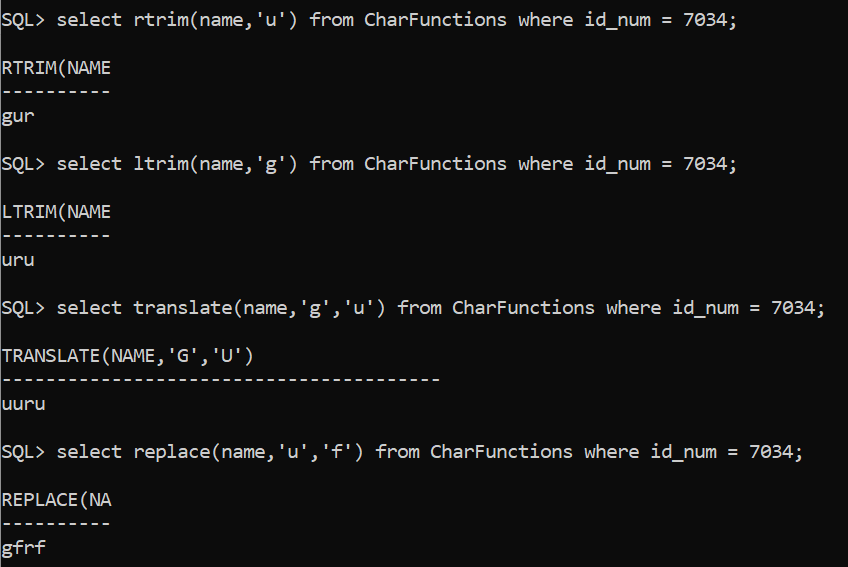 SQL> select rtrim(name,'u') from CharFunctions where id_num = 7034;
RTRIM(NAME
----------
gur
SQL> select ltrim(name,'g') from CharFunctions where id_num = 7034;
LTRIM(NAME
----------
uru
SQL> select translate(name,'g','u') from CharFunctions where id_num = 7034;
TRANSLATE(NAME,'G','U')
----------------------------------------
uuru
SQL> select replace(name,'u','f') from CharFunctions where id_num = 7034;
REPLACE(NA
----------
gfrf